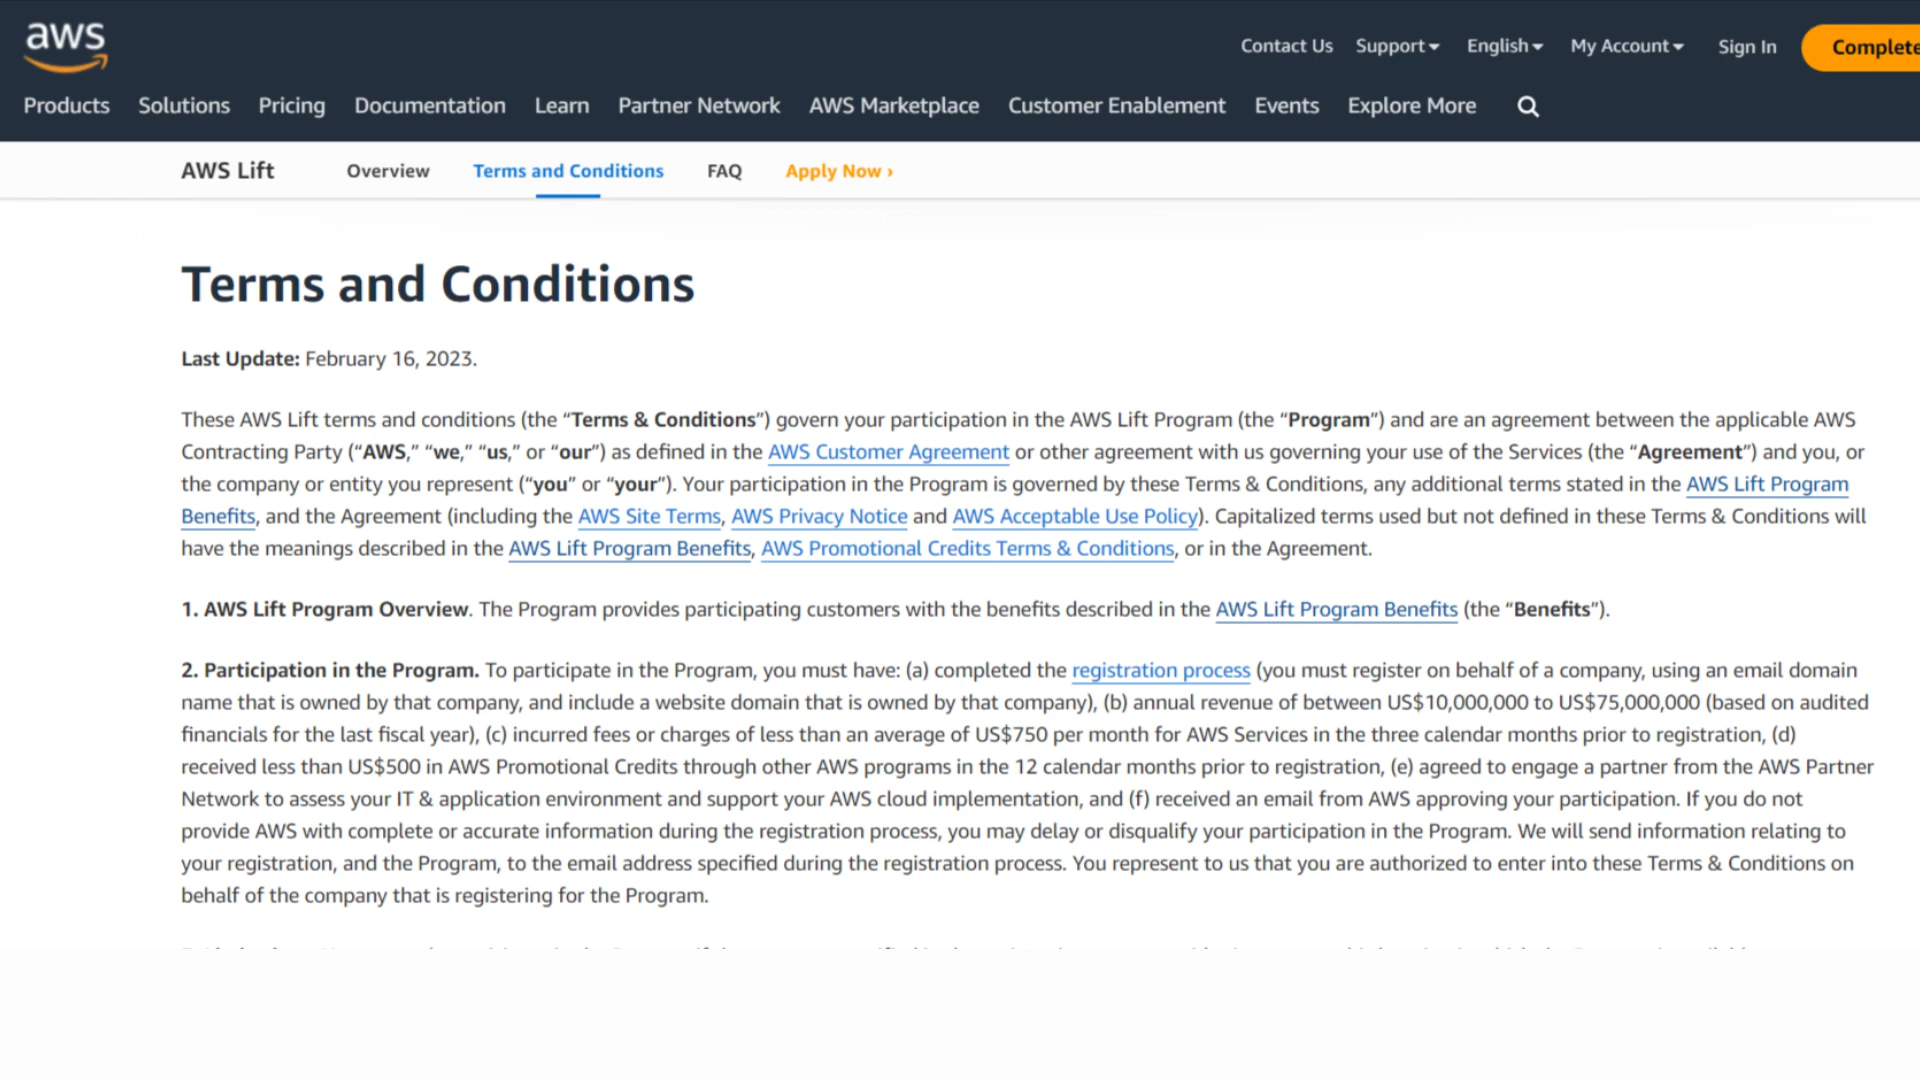 aws
Contact Us Support English My Account Sign In Complete
Products Solutions Pricing Documentation Learn Partner Network AWS Marketplace Customer Enablement Events Explore More
AWS Lift Overview Terms and Conditions FAQ Apply Now ›
Terms and Conditions
Last Update: February 16, 2023.
These AWS Lift terms and conditions (the “Terms & Conditions”) govern your participation in the AWS Lift Program (the “Program”) and are an agreement between the applicable AWS
Contracting Party (“AWS,” “we,” “us,” or “our”) as defined in the AWS Customer Agreement or other agreement with us governing your use of the Services (the “Agreement”) and you, or
the company or entity you represent (“you” or “your”). Your participation in the Program is governed by these Terms & Conditions, any additional terms stated in the AWS Lift Program
Benefits, and the Agreement (including the AWS Site Terms, AWS Privacy Notice and AWS Acceptable Use Policy). Capitalized terms used but not defined in these Terms & Conditions will
have the meanings described in the AWS Lift Program Benefits, AWS Promotional Credits Terms & Conditions, or in the Agreement.
1. AWS Lift Program Overview. The Program provides participating customers with the benefits described in the AWS Lift Program Benefits (the “Benefits”).
2. Participation in the Program. To participate in the Program, you must have: (a) completed the registration process (you must register on behalf of a company, using an email domain
name that is owned by that company, and include a website domain that is owned by that company), (b) annual revenue of between US$10,000,000 to US$75,000,000 (based on audited
financials for the last fiscal year), (c) incurred fees or charges of less than an average of US$750 per month for AWS Services in the three calendar months prior to registration, (d)
received less than US$500 in AWS Promotional Credits through other AWS programs in the 12 calendar months prior to registration, (e) agreed to engage a partner from the AWS Partner
Network to assess your IT & application environment and support your AWS cloud implementation, and (f) received an email from AWS approving your participation. If you do not
provide AWS with complete or accurate information during the registration process, you may delay or disqualify your participation in the Program. We will send information relating to
your registration, and the Program, to the email address specified during the registration process. You represent to us that you are authorized to enter into these Terms & Conditions on
behalf of the company that is registering for the Program.